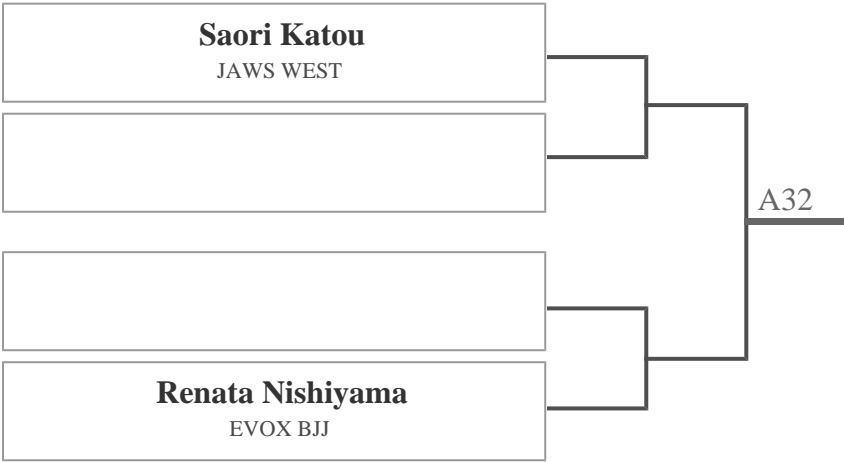 Saori Katou
JAWS WEST
A32
Renata Nishiyama
EVOX BJJ